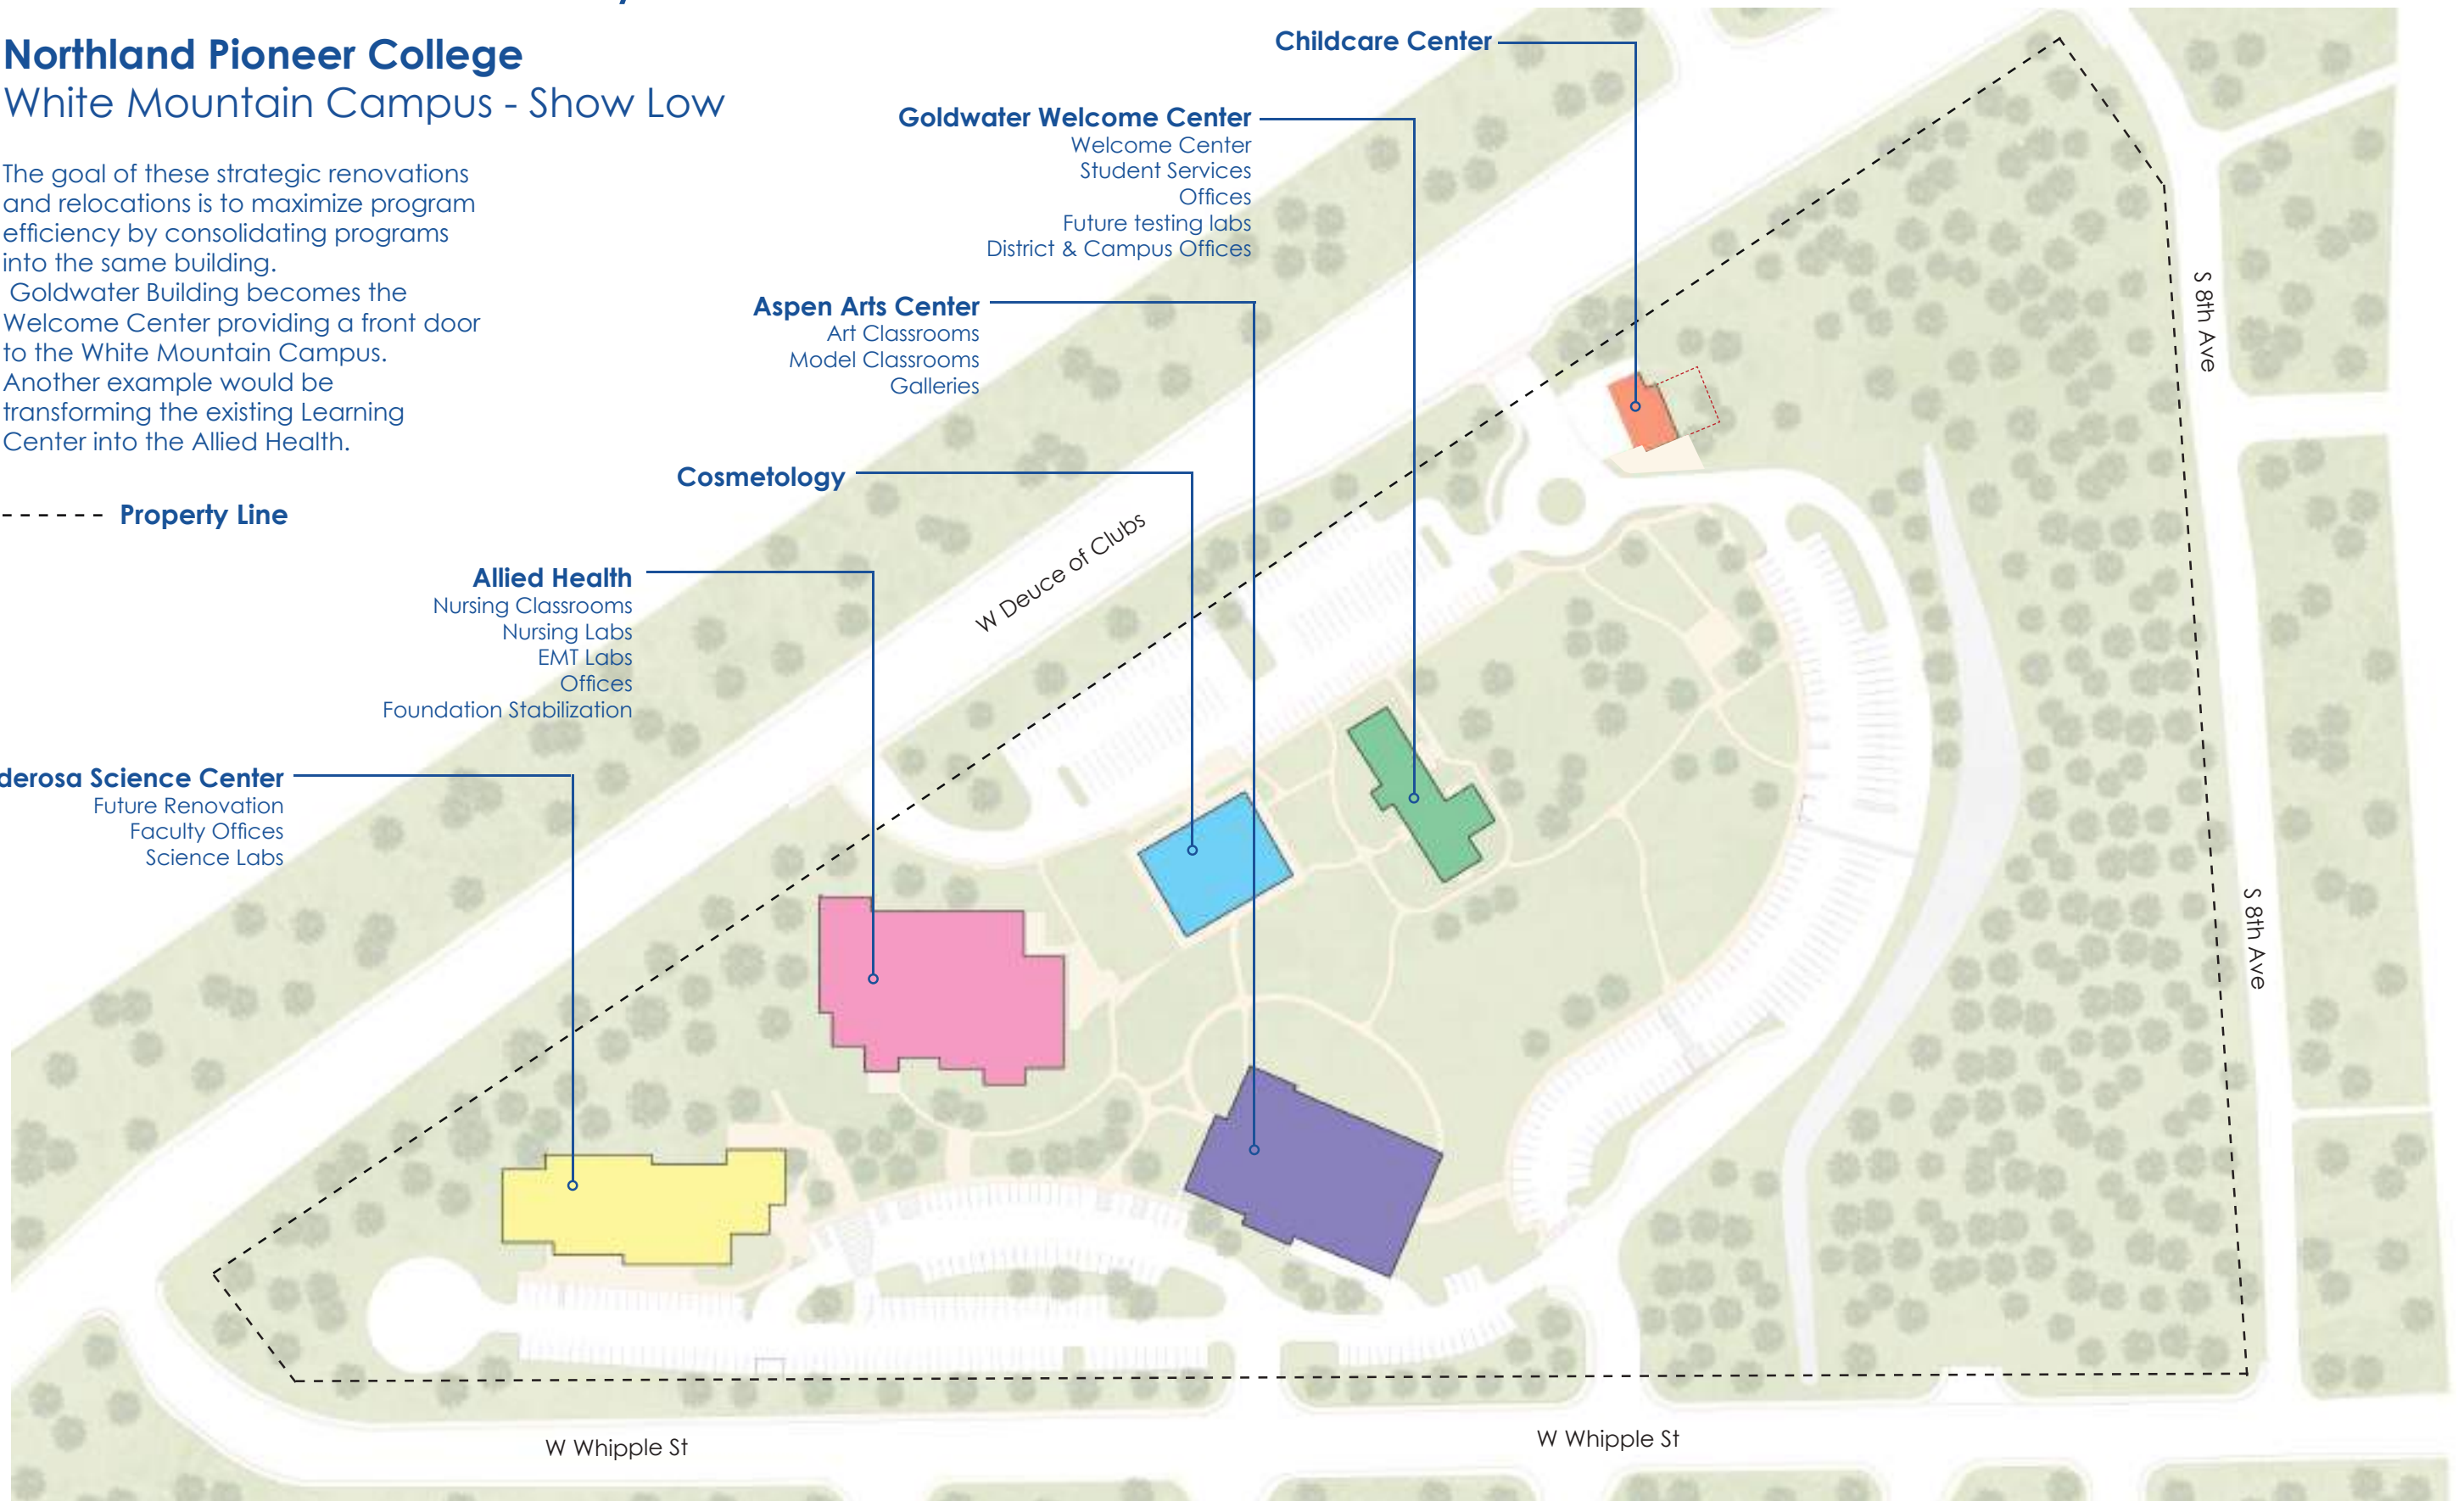 Northland Pioneer College
White Mountain Campus - Show Low
The goal of these strategic renovations
and relocations is to maximize program
efficiency by consolidating programs
into the same building.
Goldwater Building becomes the
Welcome Center providing a front door
to the White Mountain Campus.
Another example would be
transforming the existing Learning
Center into the Allied Health.
Property Line
Childcare Center
Goldwater Welcome Center
Welcome Center
Student Services
Offices
Future testing labs
District & Campus Offices
Aspen Arts Center
Art Classrooms
Model Classrooms
Galleries
Cosmetology
Allied Health
Nursing Classrooms
Nursing Labs
EMT Labs
Offices
Foundation Stabilization
derosa Science Center
Future Renovation
Faculty Offices
Science Labs
W Deuce of Clubs
S 8th Ave
S 8th Ave
W Whipple St
W Whipple St